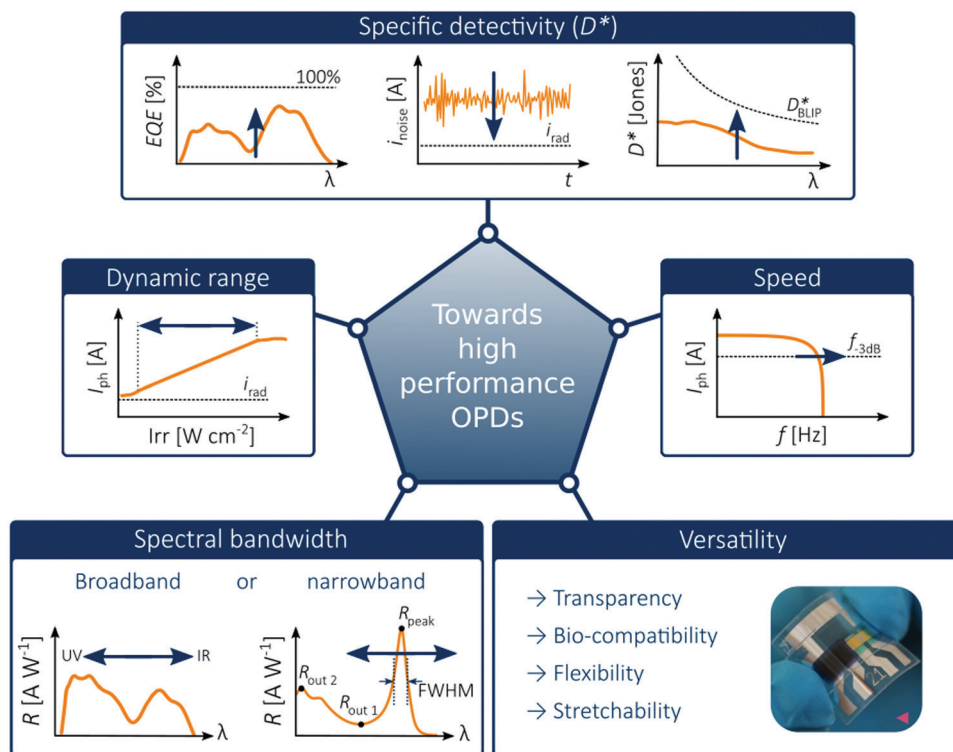 Specific detectivity (D*)
EQE [%]
100%
λ
i_noise [A]
i_rad
t
D* [Jones]
D*_BLIP
λ
Dynamic range
I_ph [A]
i_rad
Irr [W cm⁻²]
Towards
high
performance
OPDs
Speed
I_ph [A]
f_-3dB
f [Hz]
Spectral bandwidth
Broadband or narrowband
R [A W⁻¹]
UV
IR
λ
R [A W⁻¹]
R_peak
R_out 2
R_out 1
FWHM
λ
Versatility
→ Transparency
→ Bio-compatibility
→ Flexibility
→ Stretchability
21